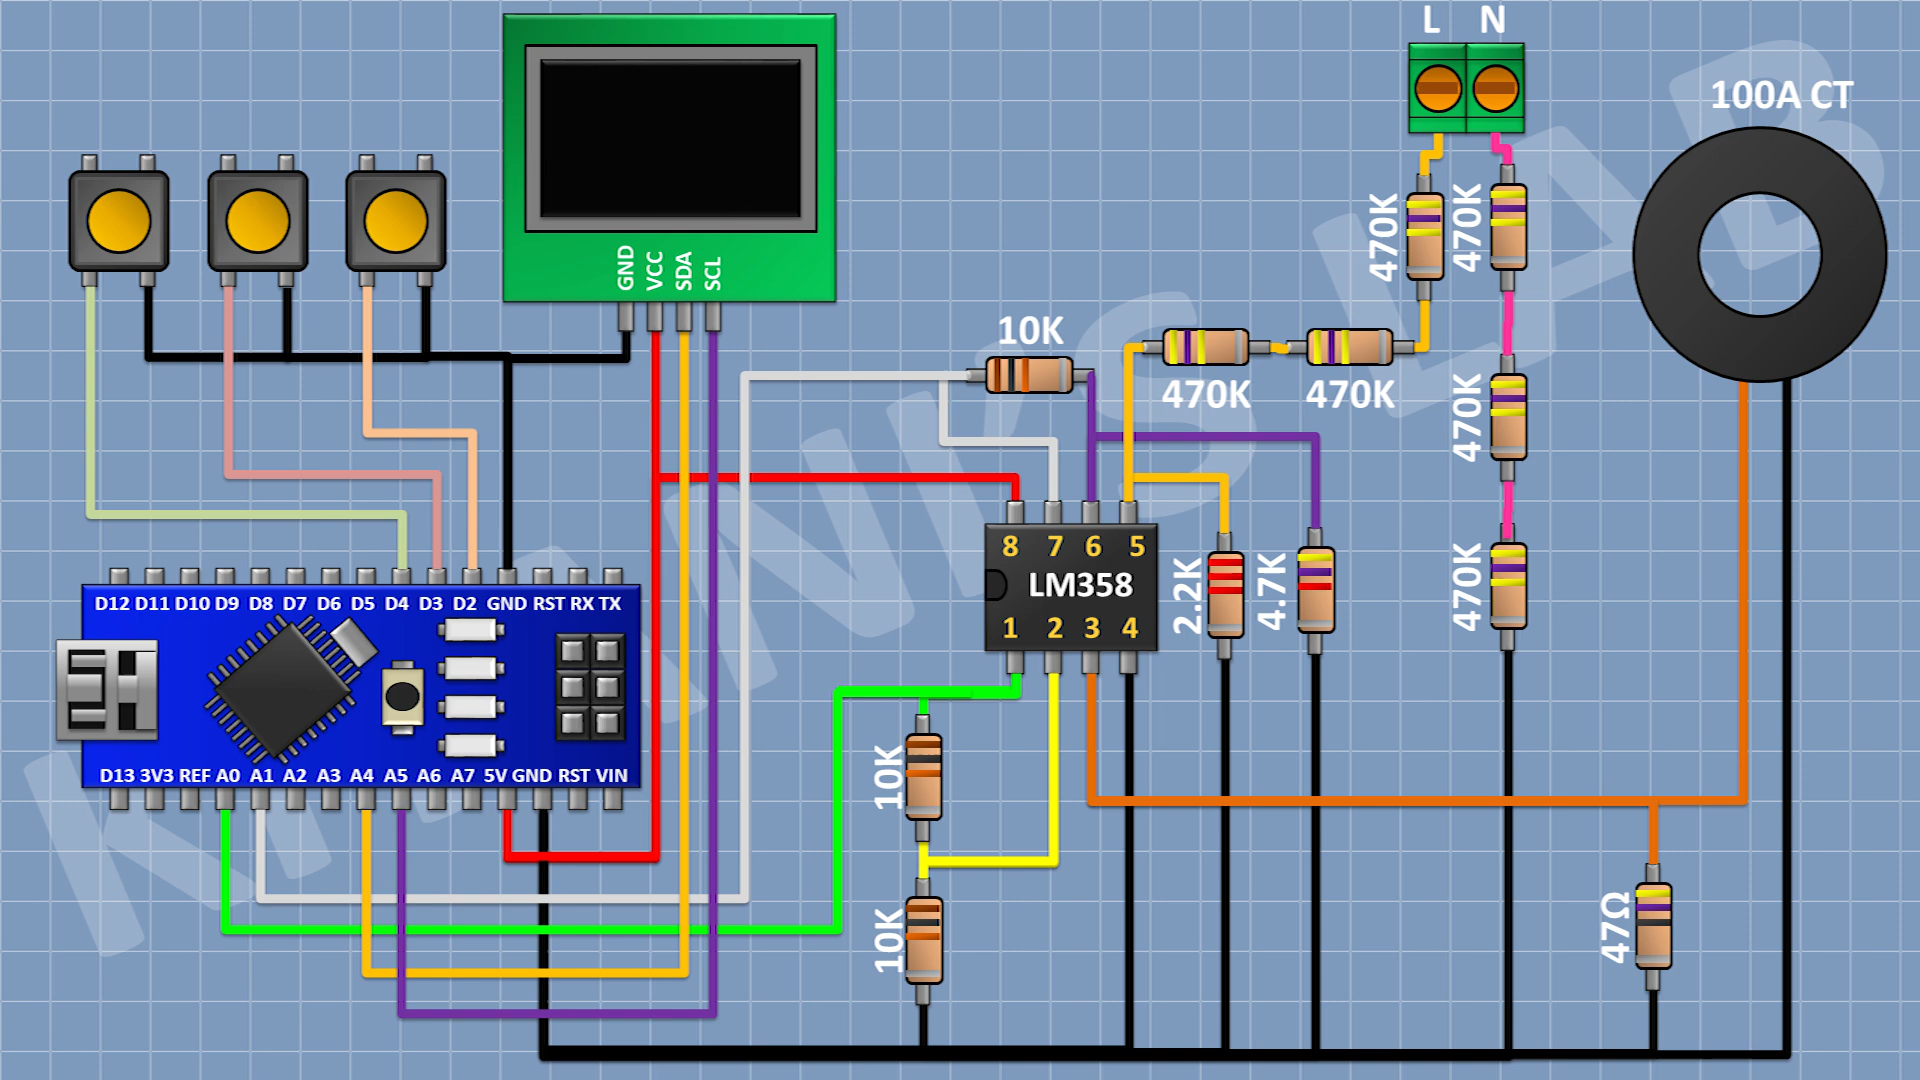 L N
100A CT
470K
470K
GND
VCC
SDA
SCL
10K
470K
470K
470K
8 7 6 5
LM358
1 2 3 4
2.2K
4.7K
470K
D12 D11 D10 D9 D8 D7 D6 D5 D4 D3 D2 GND RST RX TX
D13 3V3 REF A0 A1 A2 A3 A4 A5 A6 A7 5V GND RST VIN
10K
10K
47Ω